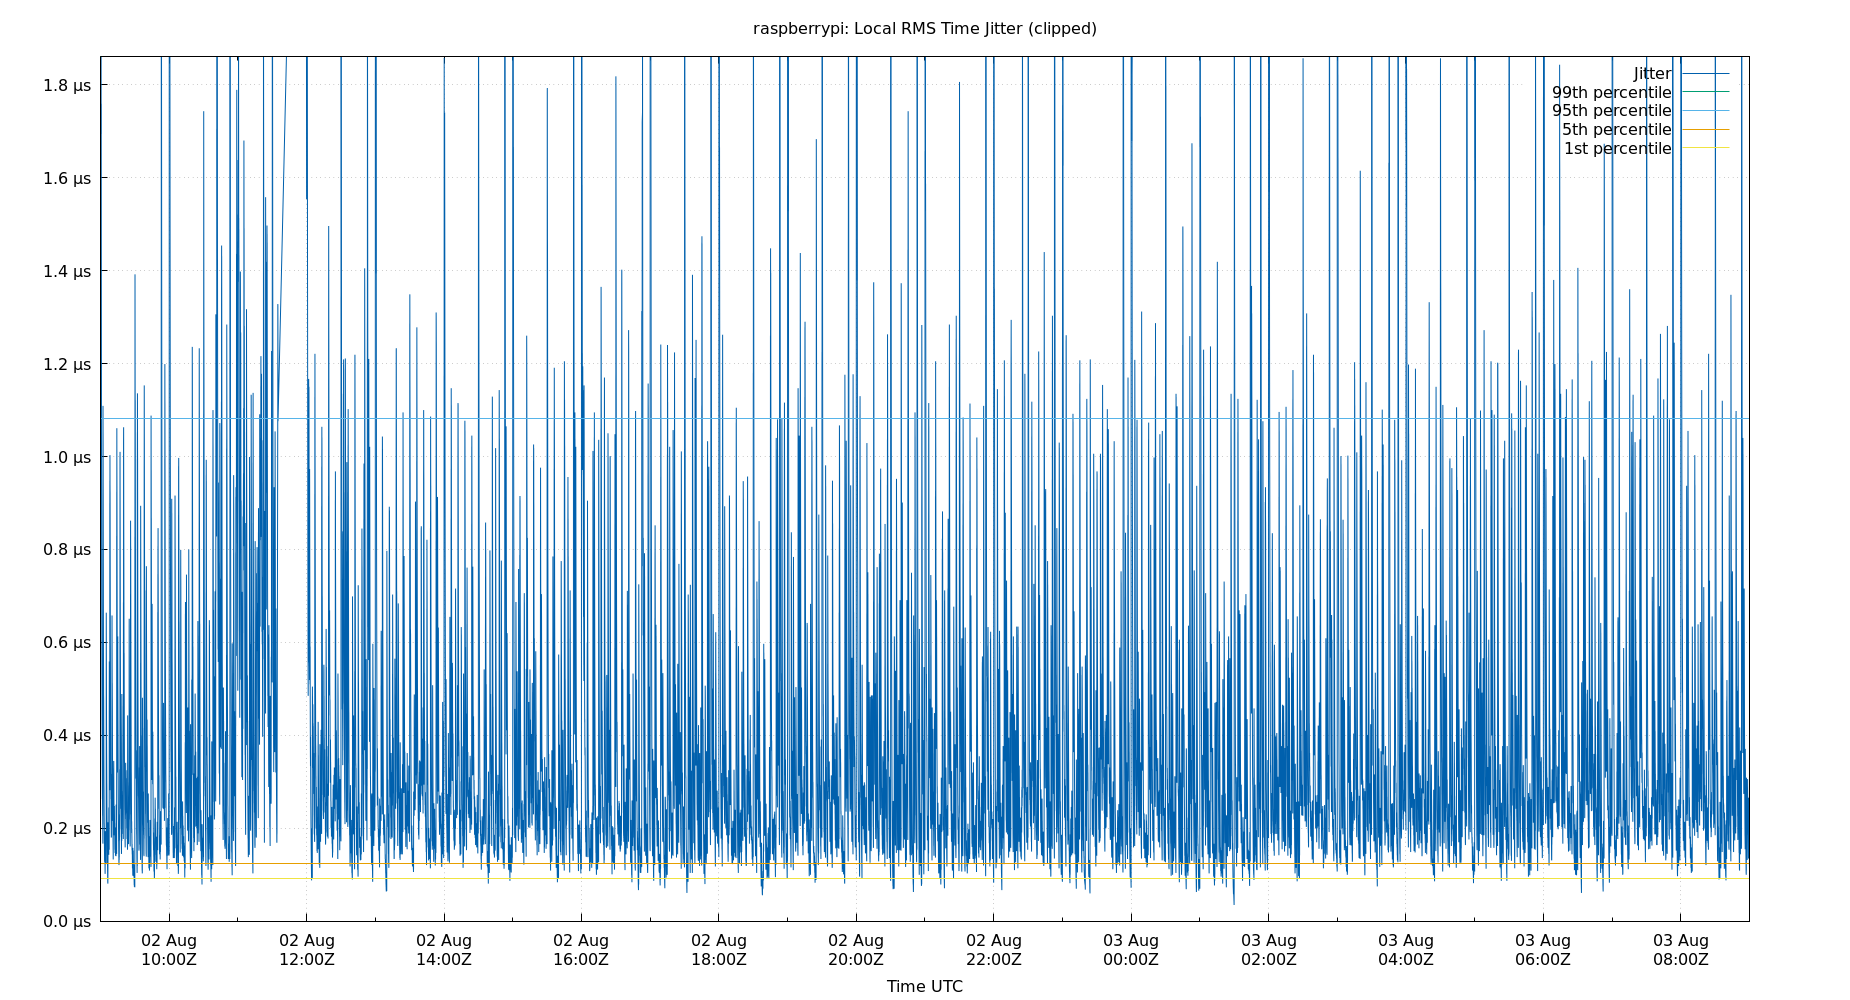 raspberrypi: Local RMS Time Jitter (clipped)
1.8 µs
1.6 µs
1.4 µs
1.2 µs
1.0 µs
0.8 µs
0.6 µs
0.4 µs
0.2 µs
0.0 µs
Jitter
99th percentile
95th percentile
5th percentile
1st percentile
02 Aug 02 Aug 02 Aug 02 Aug 02 Aug 02 Aug 02 Aug 03 Aug 03 Aug 03 Aug 03 Aug 03 Aug
10:00Z 12:00Z 14:00Z 16:00Z 18:00Z 20:00Z 22:00Z 00:00Z 02:00Z 04:00Z 06:00Z 08:00Z
Time UTC